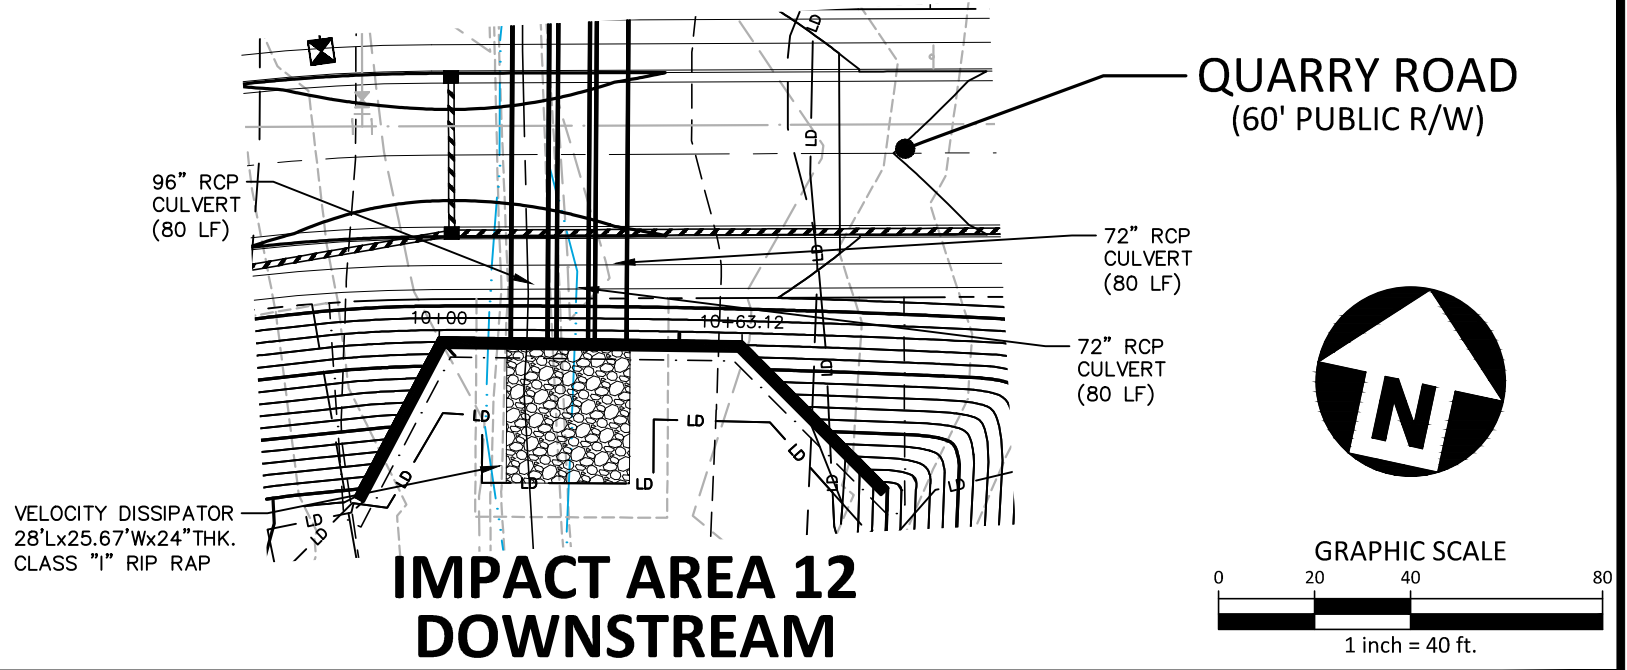 QUARRY ROAD
(60' PUBLIC R/W)
LD
LD
LD
96” RCP
CULVERT
(80 LF)
72” RCP
CULVERT
(80 LF)
10+00
10+63.12
72” RCP
CULVERT
(80 LF)
LD
LD
LD
LD
LD
LD
LD
LD
LD
LD
LD
VELOCITY DISSIPATOR
28'Lx25.67'Wx24”THK.
CLASS ”I” RIP RAP
N
IMPACT AREA 12
DOWNSTREAM
GRAPHIC SCALE
0 20 40 80
1 inch = 40 ft.